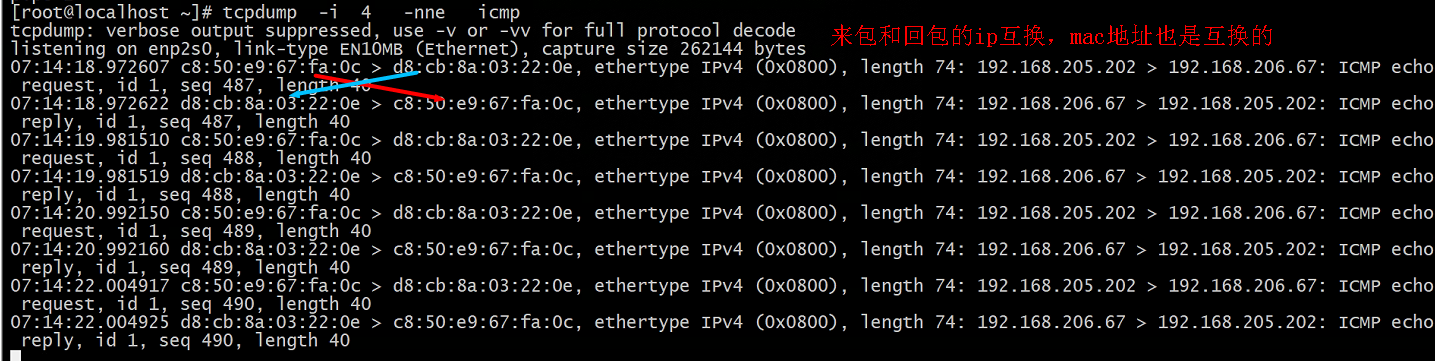 [root@localhost ~]# tcpdump  -i  4   -nne   icmp
tcpdump: verbose output suppressed, use -v or -vv for full protocol decode
listening on enp2s0, link-type EN10MB (Ethernet), capture size 262144 bytes
来包和回包的ip互换，mac地址也是互换的
07:14:18.972607 c8:50:e9:67:fa:0c > d8:cb:8a:03:22:0e, ethertype IPv4 (0x0800), length 74: 192.168.205.202 > 192.168.206.67: ICMP echo
 request, id 1, seq 487, length 40
07:14:18.972622 d8:cb:8a:03:22:0e > c8:50:e9:67:fa:0c, ethertype IPv4 (0x0800), length 74: 192.168.206.67 > 192.168.205.202: ICMP echo
 reply, id 1, seq 487, length 40
07:14:19.981510 c8:50:e9:67:fa:0c > d8:cb:8a:03:22:0e, ethertype IPv4 (0x0800), length 74: 192.168.205.202 > 192.168.206.67: ICMP echo
 request, id 1, seq 488, length 40
07:14:19.981519 d8:cb:8a:03:22:0e > c8:50:e9:67:fa:0c, ethertype IPv4 (0x0800), length 74: 192.168.206.67 > 192.168.205.202: ICMP echo
 reply, id 1, seq 488, length 40
07:14:20.992150 c8:50:e9:67:fa:0c > d8:cb:8a:03:22:0e, ethertype IPv4 (0x0800), length 74: 192.168.205.202 > 192.168.206.67: ICMP echo
 request, id 1, seq 489, length 40
07:14:20.992160 d8:cb:8a:03:22:0e > c8:50:e9:67:fa:0c, ethertype IPv4 (0x0800), length 74: 192.168.206.67 > 192.168.205.202: ICMP echo
 reply, id 1, seq 489, length 40
07:14:22.004917 c8:50:e9:67:fa:0c > d8:cb:8a:03:22:0e, ethertype IPv4 (0x0800), length 74: 192.168.205.202 > 192.168.206.67: ICMP echo
 request, id 1, seq 490, length 40
07:14:22.004925 d8:cb:8a:03:22:0e > c8:50:e9:67:fa:0c, ethertype IPv4 (0x0800), length 74: 192.168.206.67 > 192.168.205.202: ICMP echo
 reply, id 1, seq 490, length 40